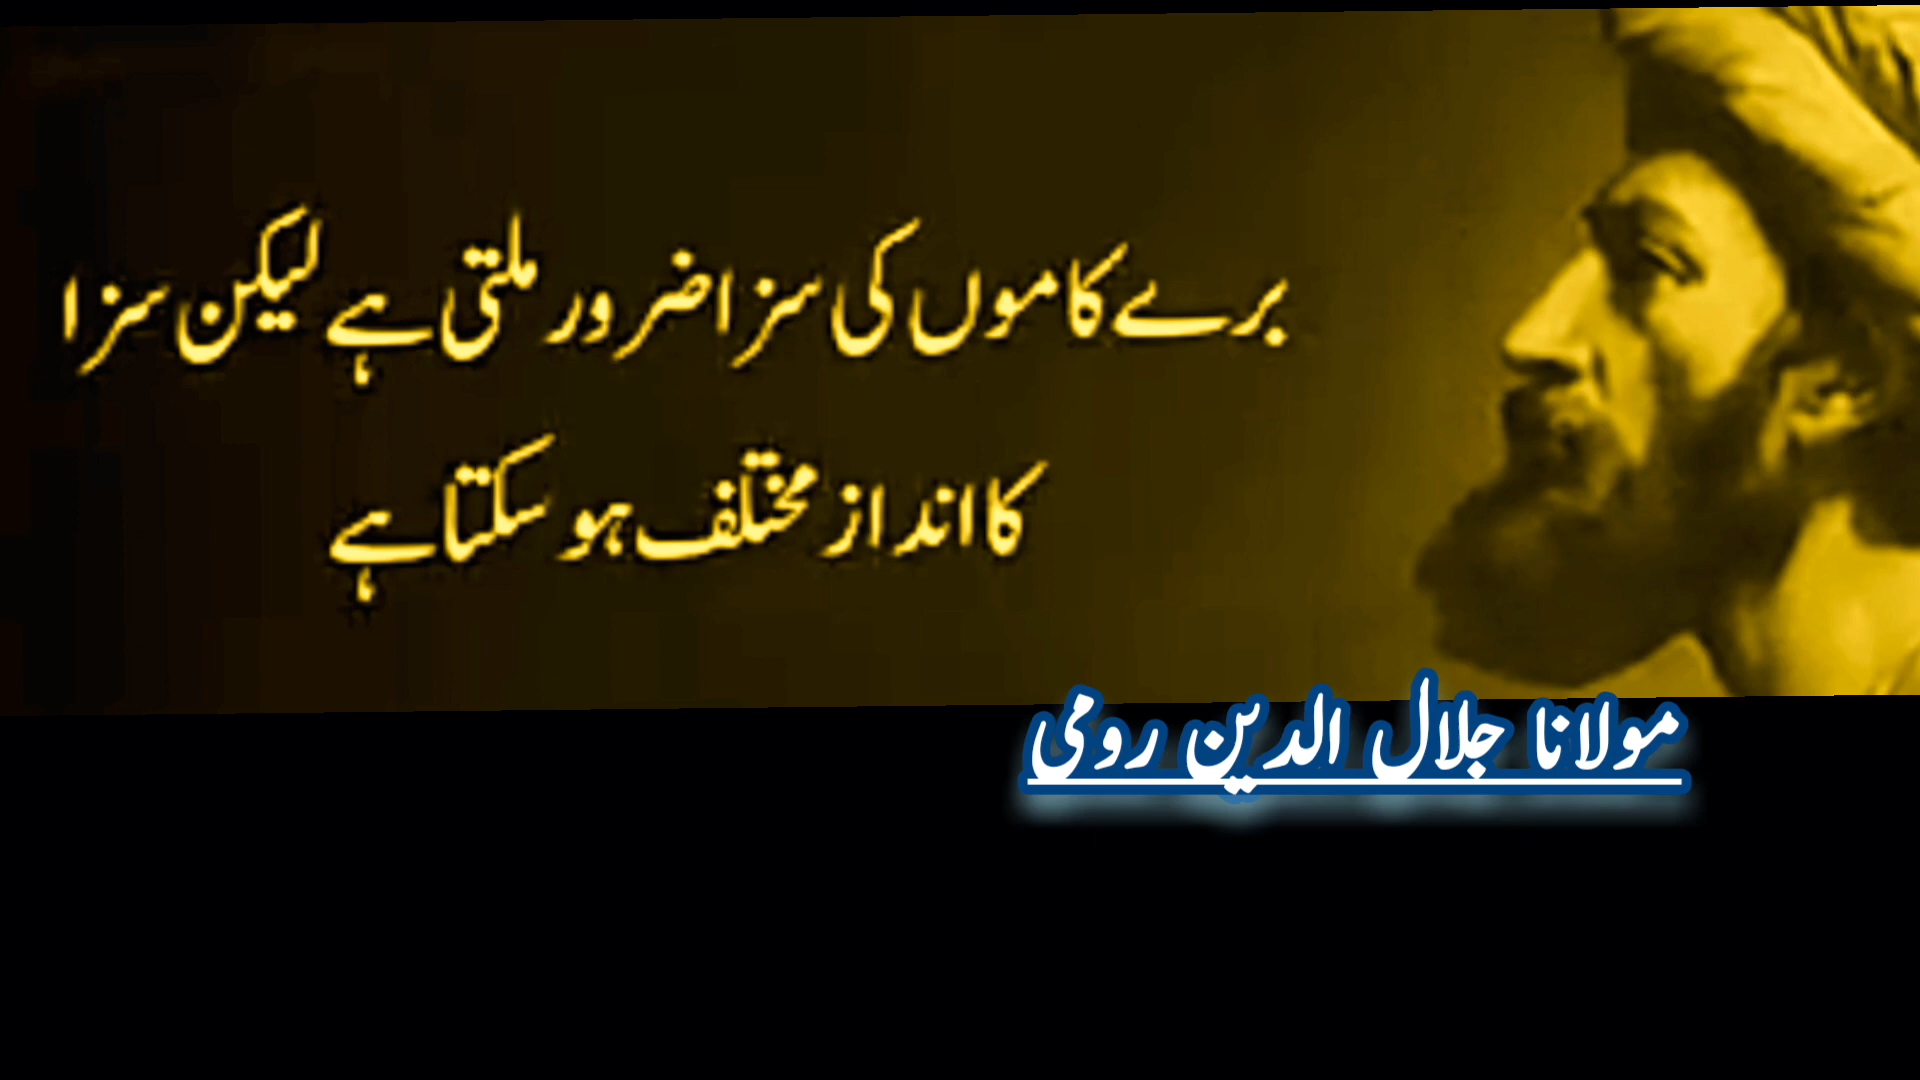 برے کاموں کی سزا ضرور ملتی ہے لیکن سزا
کا انداز مختلف ہو سکتا ہے
مولانا جلال الدین رومی